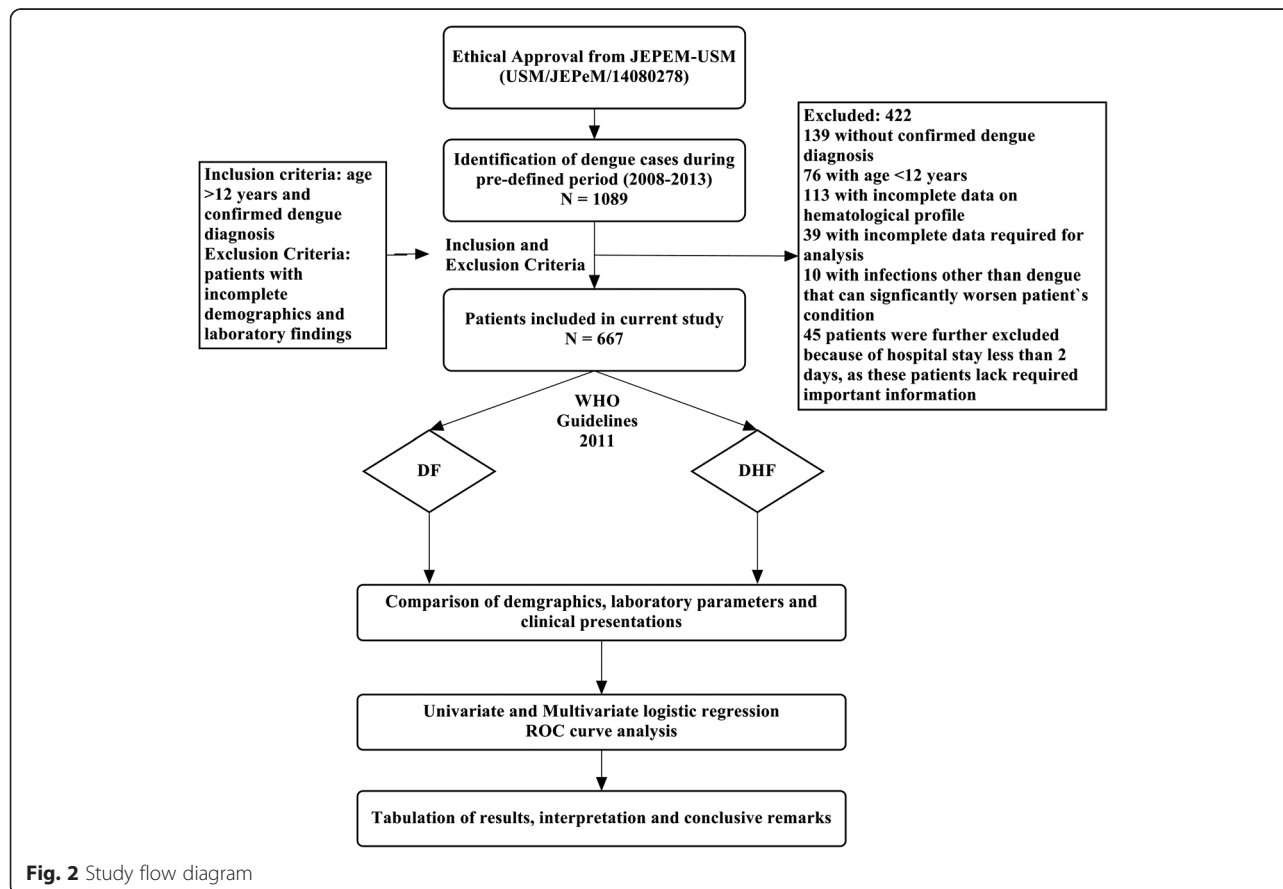 Ethical Approval from JEPEM-USM
(USM/JEPeM/14080278)
Identification of dengue cases during
pre-defined period (2008-2013)
N = 1089
Inclusion criteria: age
>12 years and
confirmed dengue
diagnosis
Exclusion Criteria:
patients with
incomplete
demographics and
laboratory findings
Inclusion and
Exclusion Criteria
Excluded: 422
139 without confirmed dengue
diagnosis
76 with age <12 years
113 with incomplete data on
hematological profile
39 with incomplete data required for
analysis
10 with infections other than dengue
that can signficantly worsen patient`s
condition
45 patients were further excluded
because of hospital stay less than 2
days, as these patients lack required
important information
Patients included in current study
N = 667
WHO
Guidelines
2011
DF
DHF
Comparison of demgraphics, laboratory parameters and
clinical presentations
Univariate and Multivariate logistic regression
ROC curve analysis
Tabulation of results, interpretation and conclusive remarks
Fig. 2 Study flow diagram